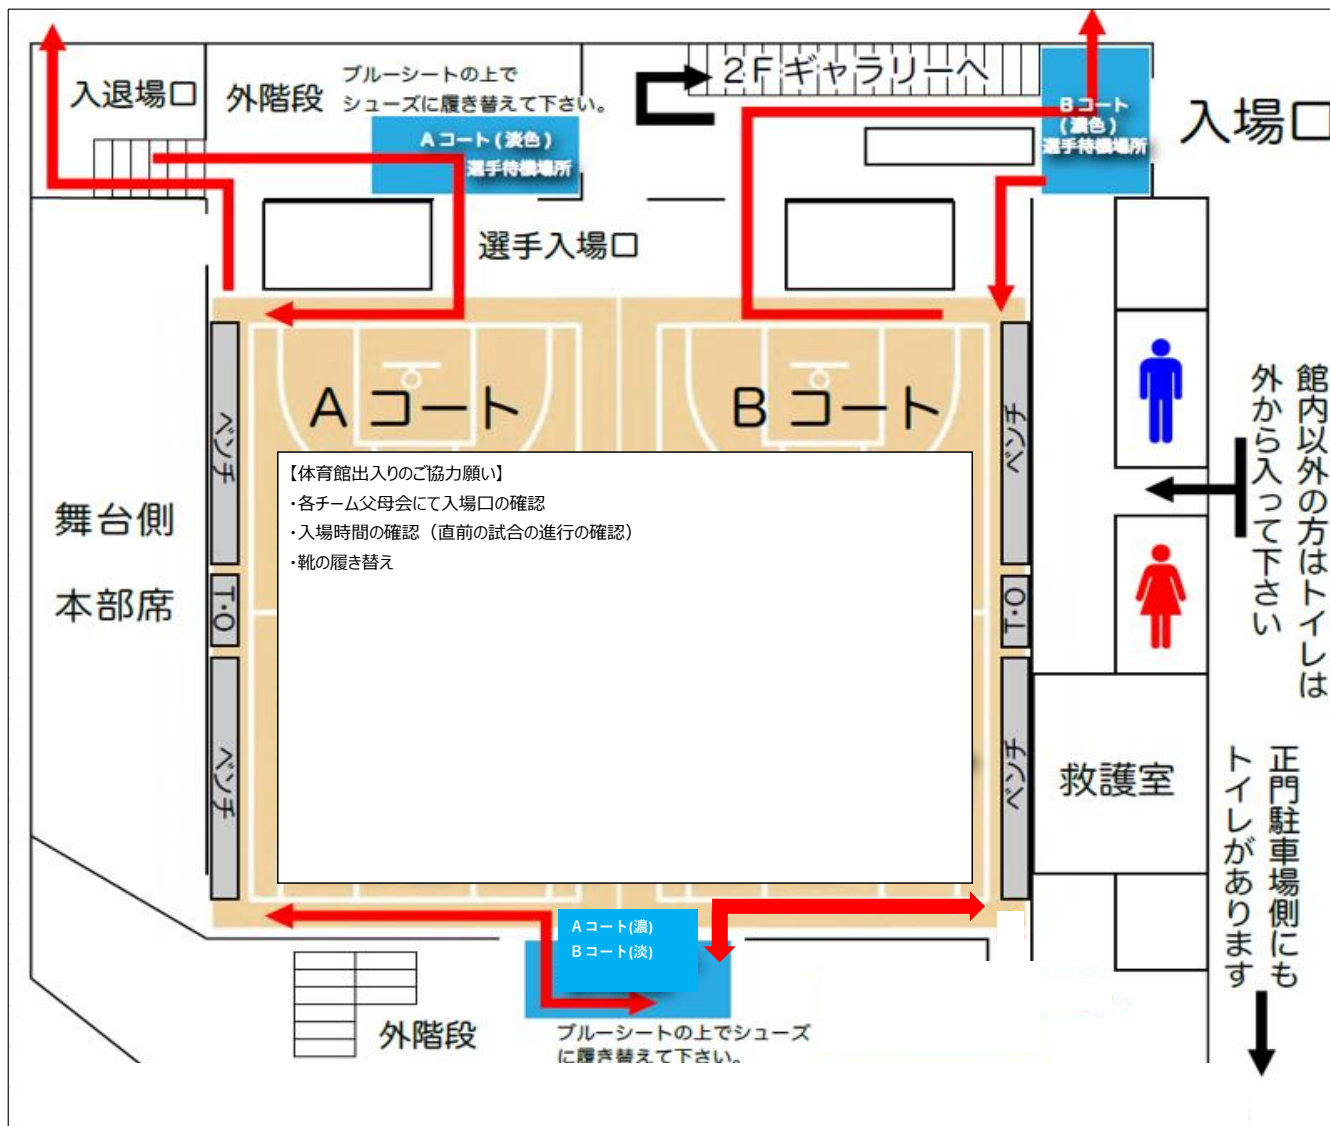 入退場口
外階段
ブルーシートの上で
シューズに履き替えて下さい。
Aコート(淡色)
選手待機場所
2Fギャラリーへ
Bコート
(濃色)
選手待機場所
入場口
選手入場口
Aコート
Bコート
ベンチ
T・O
ベンチ
ベンチ
T・O
ベンチ
舞台側
本部席
【体育館出入りのご協力願い】
・各チーム父母会にて入場口の確認
・入場時間の確認（直前の試合の進行の確認）
・靴の履き替え
館内以外の方はトイレは
外から入って下さい
救護室
正門駐車場側にも
トイレがあります
Aコート(濃)
Bコート(淡)
外階段
ブルーシートの上でシューズ
に履き替えて下さい。